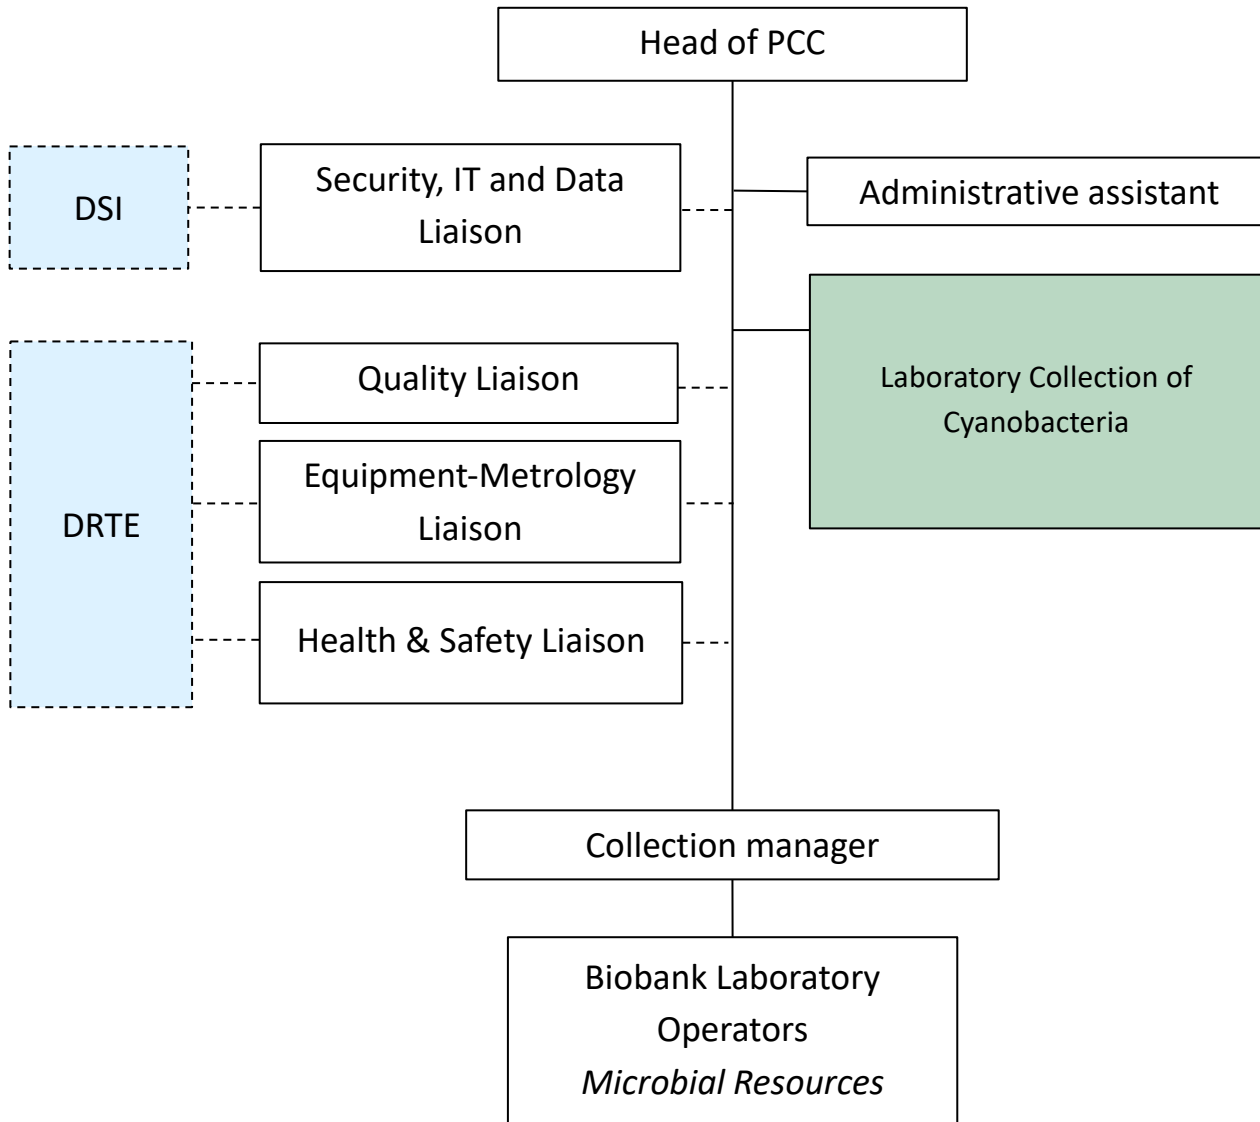 Head of PCC
DSI
Security, IT and Data
Liaison
Administrative assistant
Laboratory Collection of
Cyanobacteria
DRTE
Quality Liaison
Equipment-Metrology
Liaison
Health & Safety Liaison
Collection manager
Biobank Laboratory
Operators
Microbial Resources